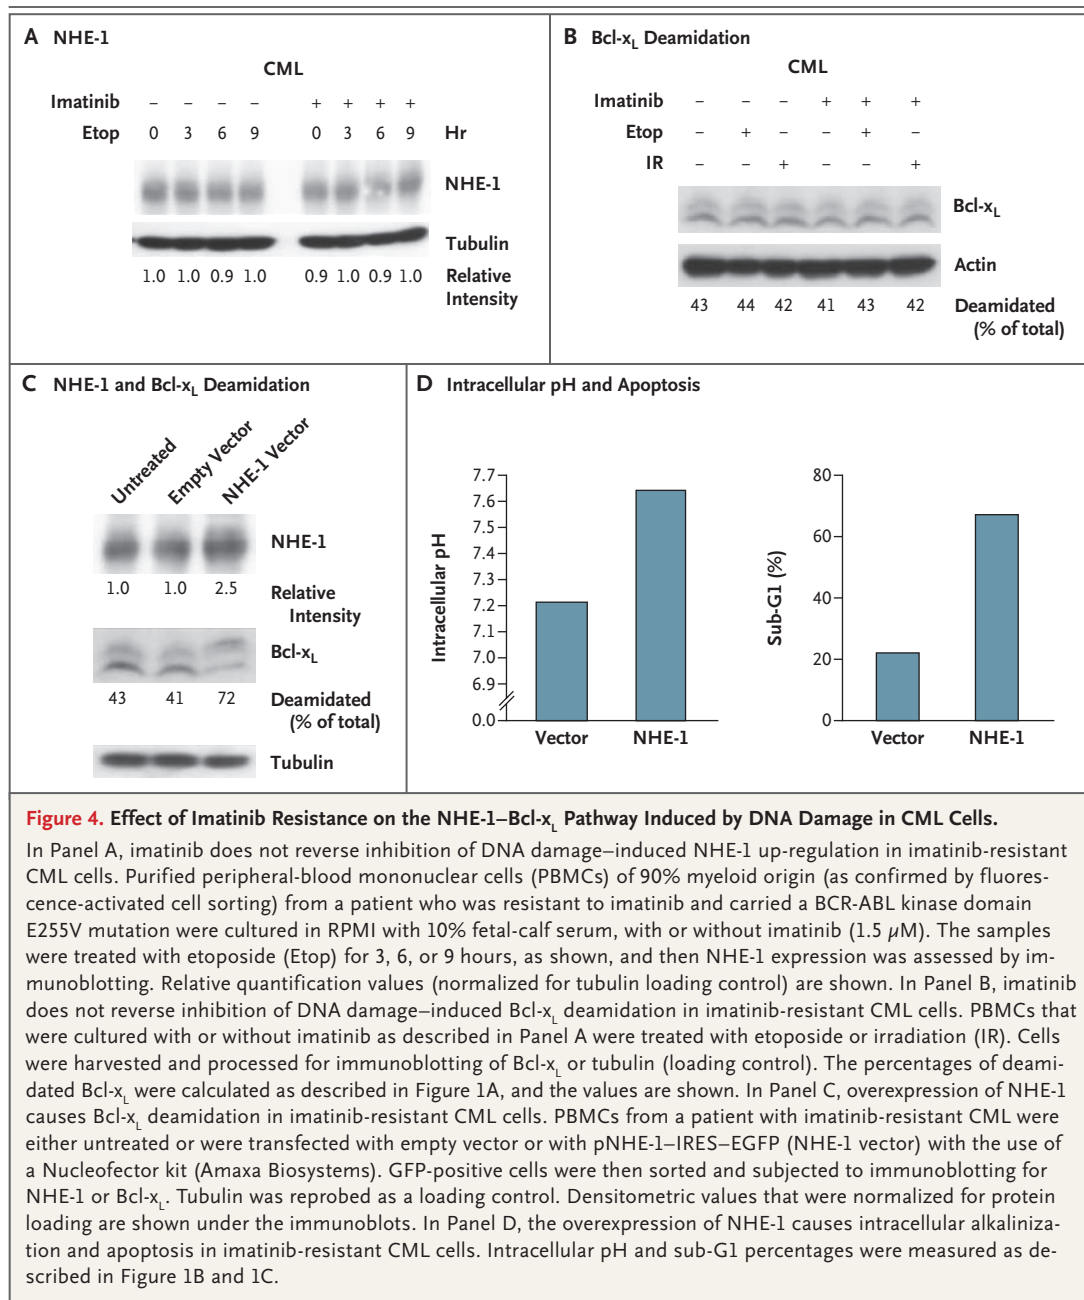 A NHE-1
CML
Imatinib – – – – + + + +
Etop 0 3 6 9 0 3 6 9 Hr
NHE-1
Tubulin
1.0 1.0 0.9 1.0 0.9 1.0 0.9 1.0 Relative
Intensity
B Bcl-xL Deamidation
CML
Imatinib – – – + + +
Etop – + – – + –
IR – – + – – +
Bcl-xL
Actin
43 44 42 41 43 42 Deamidated
(% of total)
C NHE-1 and Bcl-xL Deamidation
Untreated
Empty Vector
NHE-1 Vector
NHE-1
1.0 1.0 2.5 Relative
Intensity
Bcl-xL
43 41 72 Deamidated
(% of total)
Tubulin
D Intracellular pH and Apoptosis
Intracellular pH
7.7
7.6
7.5
7.4
7.3
7.2
7.1
7.0
6.9
0.0
Vector NHE-1
Sub-G1 (%)
80
60
40
20
0
Vector NHE-1
Figure 4. Effect of Imatinib Resistance on the NHE-1–Bcl-xL Pathway Induced by DNA Damage in CML Cells.
In Panel A, imatinib does not reverse inhibition of DNA damage–induced NHE-1 up-regulation in imatinib-resistant
CML cells. Purified peripheral-blood mononuclear cells (PBMCs) of 90% myeloid origin (as confirmed by fluores-
cence-activated cell sorting) from a patient who was resistant to imatinib and carried a BCR-ABL kinase domain
E255V mutation were cultured in RPMI with 10% fetal-calf serum, with or without imatinib (1.5 μM). The samples
were treated with etoposide (Etop) for 3, 6, or 9 hours, as shown, and then NHE-1 expression was assessed by im-
munoblotting. Relative quantification values (normalized for tubulin loading control) are shown. In Panel B, imatinib
does not reverse inhibition of DNA damage–induced Bcl-xL deamidation in imatinib-resistant CML cells. PBMCs that
were cultured with or without imatinib as described in Panel A were treated with etoposide or irradiation (IR). Cells
were harvested and processed for immunoblotting of Bcl-xL or tubulin (loading control). The percentages of deami-
dated Bcl-xL were calculated as described in Figure 1A, and the values are shown. In Panel C, overexpression of NHE-1
causes Bcl-xL deamidation in imatinib-resistant CML cells. PBMCs from a patient with imatinib-resistant CML were
either untreated or were transfected with empty vector or with pNHE-1–IRES–EGFP (NHE-1 vector) with the use of
a Nucleofector kit (Amaxa Biosystems). GFP-positive cells were then sorted and subjected to immunoblotting for
NHE-1 or Bcl-xL. Tubulin was reprobed as a loading control. Densitometric values that were normalized for protein
loading are shown under the immunoblots. In Panel D, the overexpression of NHE-1 causes intracellular alkaliniza-
tion and apoptosis in imatinib-resistant CML cells. Intracellular pH and sub-G1 percentages were measured as de-
scribed in Figure 1B and 1C.